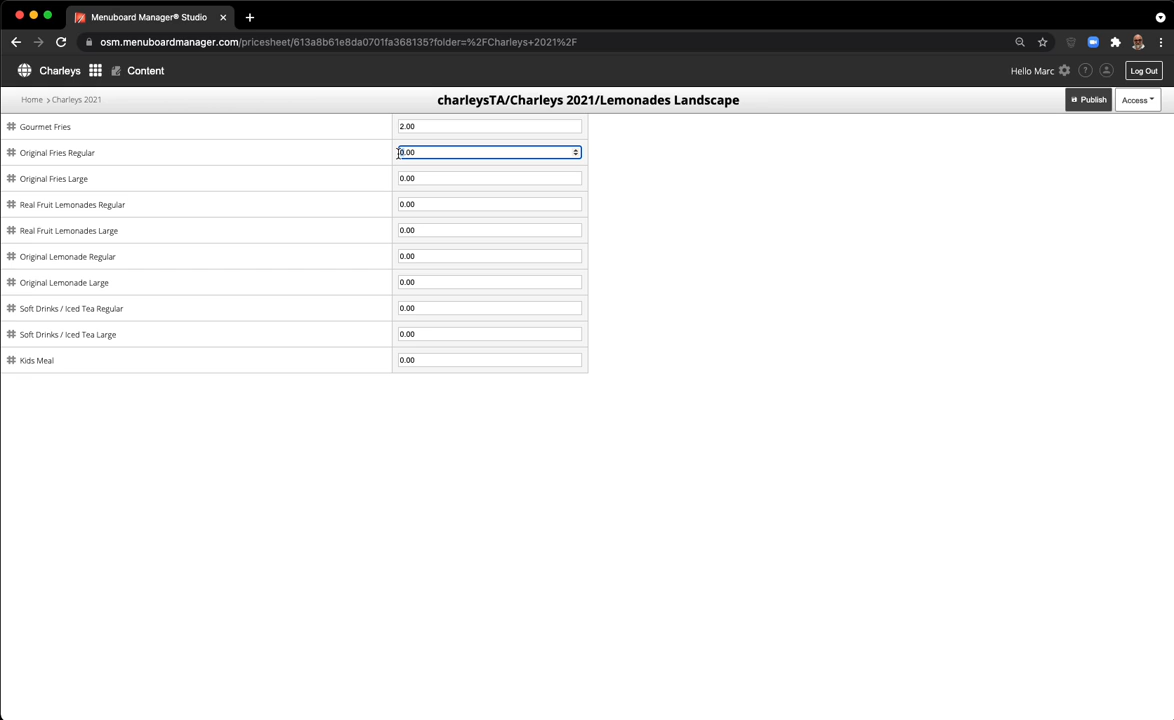 Menuboard Manager® Studio
osm.menuboardmanager.com/pricesheet/613a8b61e8da0701fa368135?folder=%2FCharleys+2021%2F
Charleys Content Hello Marc Log Out
Home > Charleys 2021 charleysTA/Charleys 2021/Lemonades Landscape Publish Access
Gourmet Fries 2.00
Original Fries Regular 0.00
Original Fries Large 0.00
Real Fruit Lemonades Regular 0.00
Real Fruit Lemonades Large 0.00
Original Lemonade Regular 0.00
Original Lemonade Large 0.00
Soft Drinks / Iced Tea Regular 0.00
Soft Drinks / Iced Tea Large 0.00
Kids Meal 0.00